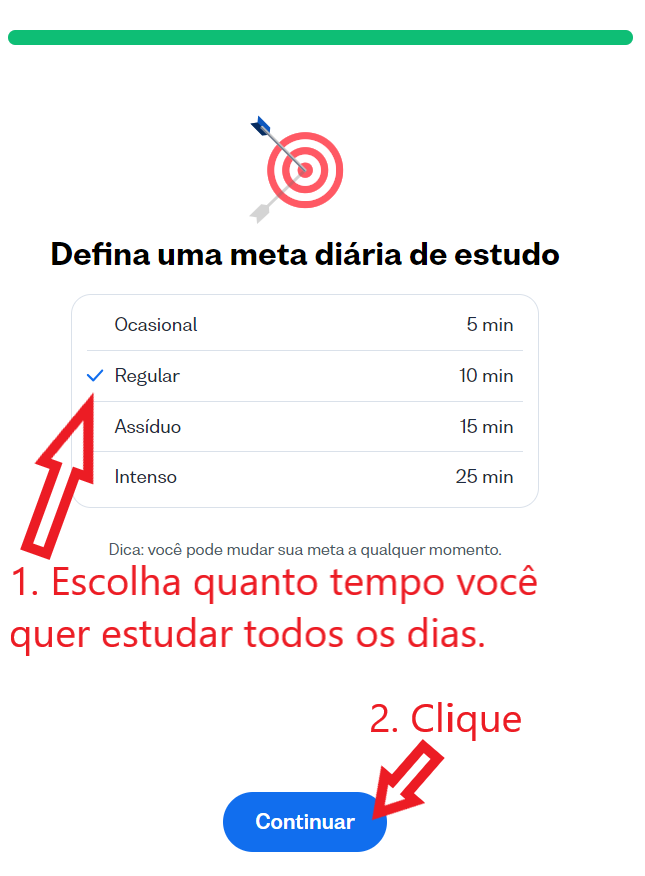 Defina uma meta diária de estudo
Ocasional 5 min
Regular 10 min
Assíduo 15 min
Intenso 25 min
Dica: você pode mudar sua meta a qualquer momento.
1. Escolha quanto tempo você
quer estudar todos os dias.
2. Clique
Continuar